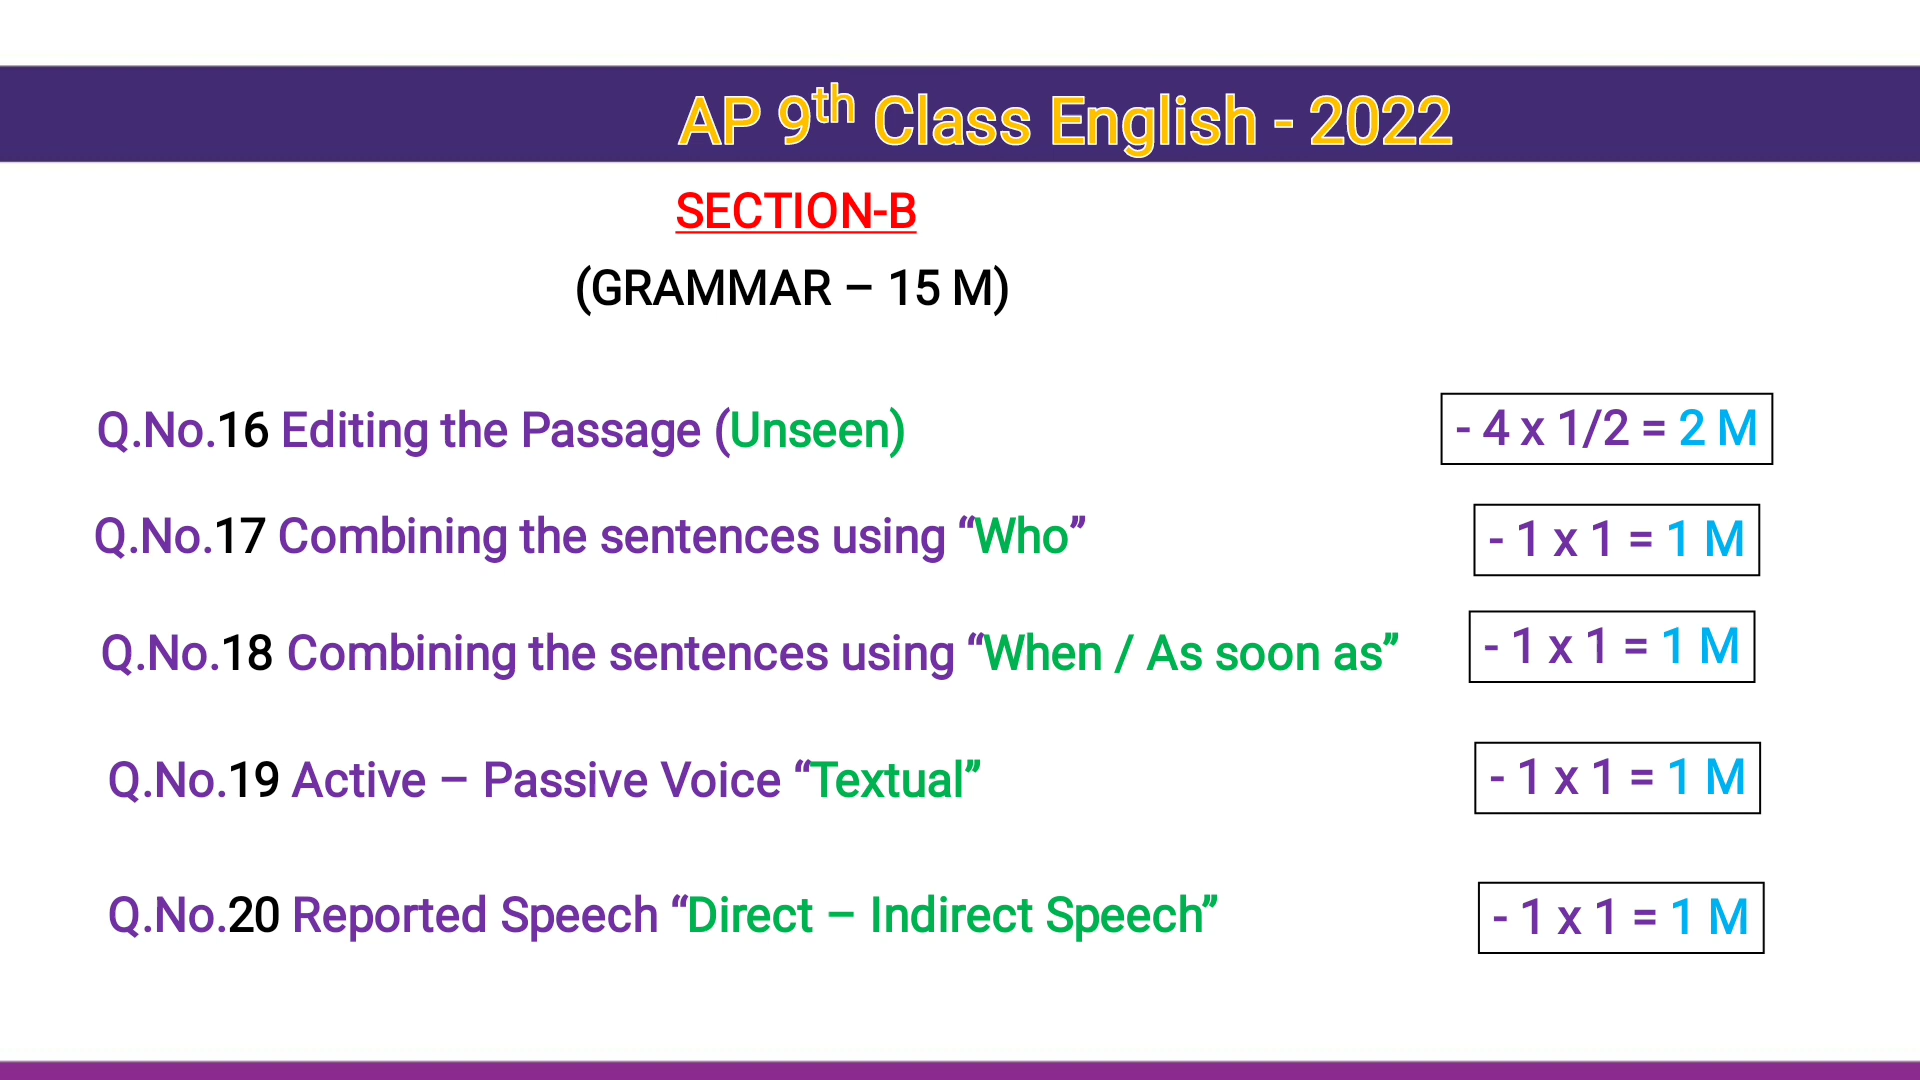 AP 9th Class English - 2022
SECTION-B
(GRAMMAR – 15 M)
Q.No.16 Editing the Passage (Unseen) - 4 x 1/2 = 2 M
Q.No.17 Combining the sentences using “Who” - 1 x 1 = 1 M
Q.No.18 Combining the sentences using “When / As soon as” - 1 x 1 = 1 M
Q.No.19 Active – Passive Voice “Textual” - 1 x 1 = 1 M
Q.No.20 Reported Speech “Direct – Indirect Speech” - 1 x 1 = 1 M